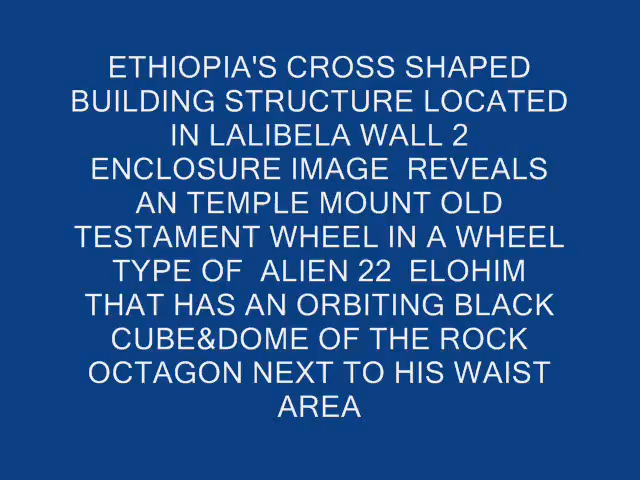 ETHIOPIA'S CROSS SHAPED
BUILDING STRUCTURE LOCATED
IN LALIBELA WALL 2
ENCLOSURE IMAGE  REVEALS
AN TEMPLE MOUNT OLD
TESTAMENT WHEEL IN A WHEEL
TYPE OF  ALIEN 22  ELOHIM
THAT HAS AN ORBITING BLACK
CUBE&DOME OF THE ROCK
OCTAGON NEXT TO HIS WAIST
AREA